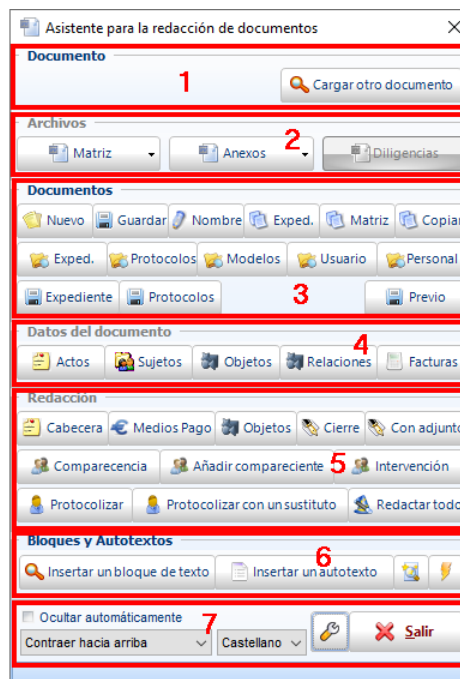 Asistente para la redacción de documentos
Documento
1
Cargar otro documento
Archivos
2
Matriz Anexos Diligencias
Documentos
Nuevo Guardar Nombre Exped. Matriz Copiar
Exped. Protocolos Modelos Usuario Personal
Expediente Protocolos 3 Previo
Datos del documento
4
Actos Sujetos Objetos Relaciones Facturas
Redacción
Cabecera Medios Pago Objetos Cierre Con adjunto
Comparecencia Añadir compareciente 5 Intervención
Protocolizar Protocolizar con un sustituto Redactar todo
Bloques y Autotextos
6
Insertar un bloque de texto Insertar un autotexto
Ocultar automáticamente
7
Contraer hacia arriba Castellano Salir